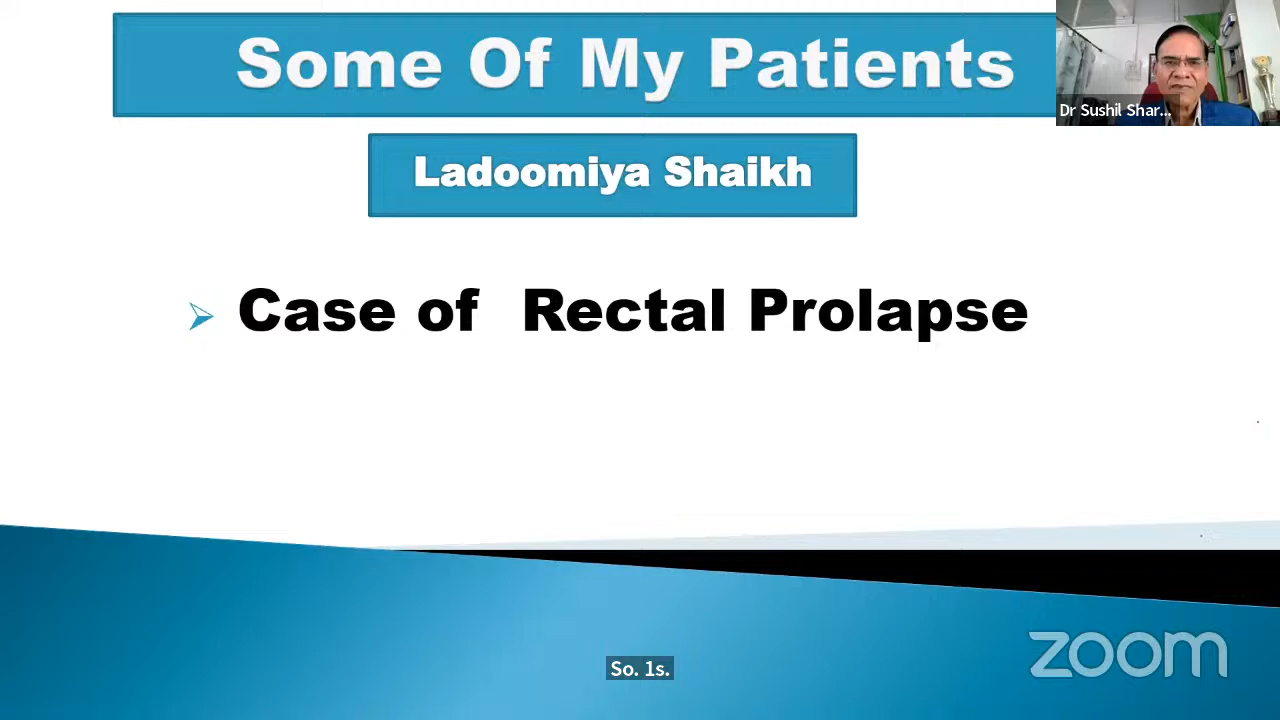 Some Of My Patients
Dr Sushil Shar...
Ladoomiya Shaikh
Case of Rectal Prolapse
zoom
So. 1s.